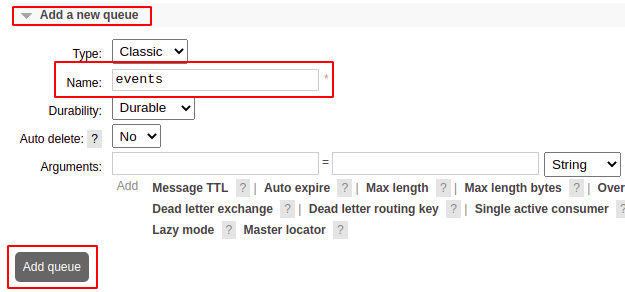 Add a new queue
Type: Classic
Name: events *
Durability: Durable
Auto delete: ? No
Arguments: = String
Add Message TTL ? | Auto expire ? | Max length ? | Max length bytes ? | Over
Dead letter exchange ? | Dead letter routing key ? | Single active consumer ?
Lazy mode ? Master locator ?
Add queue